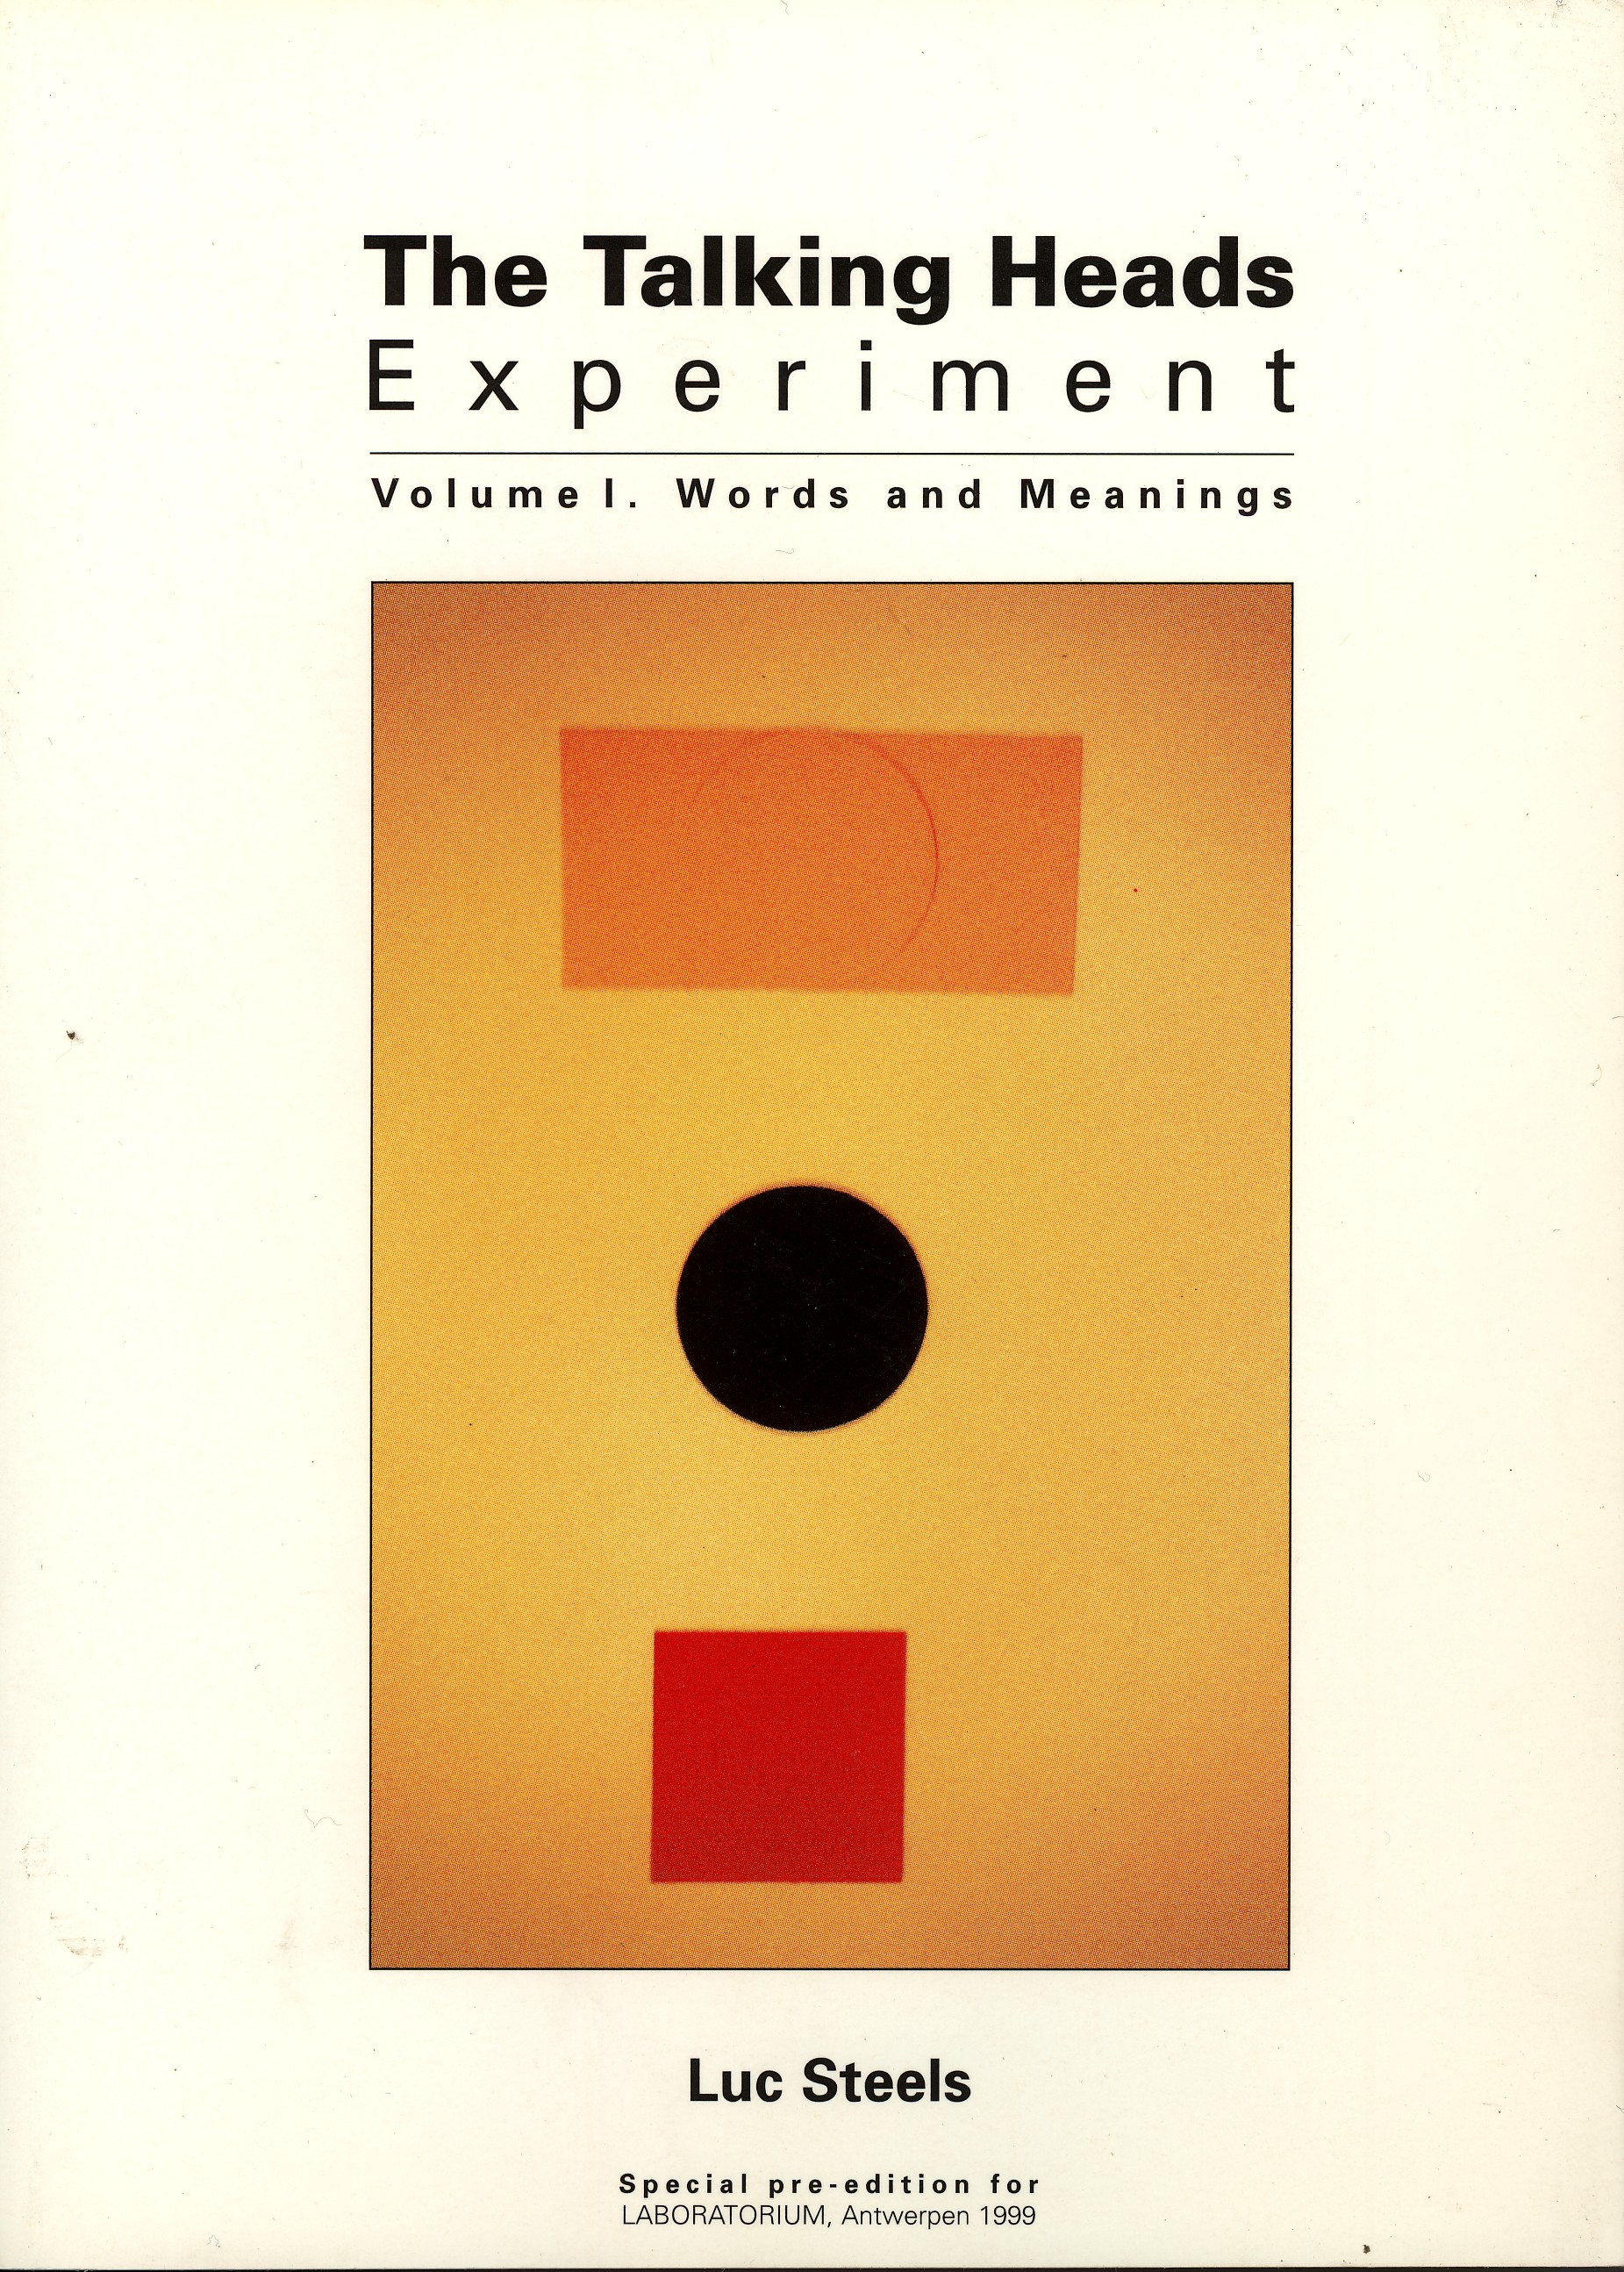 The Talking Heads
Experiment
Volume I. Words and Meanings
Luc Steels
Special pre-edition for
LABORATORIUM, Antwerpen 1999